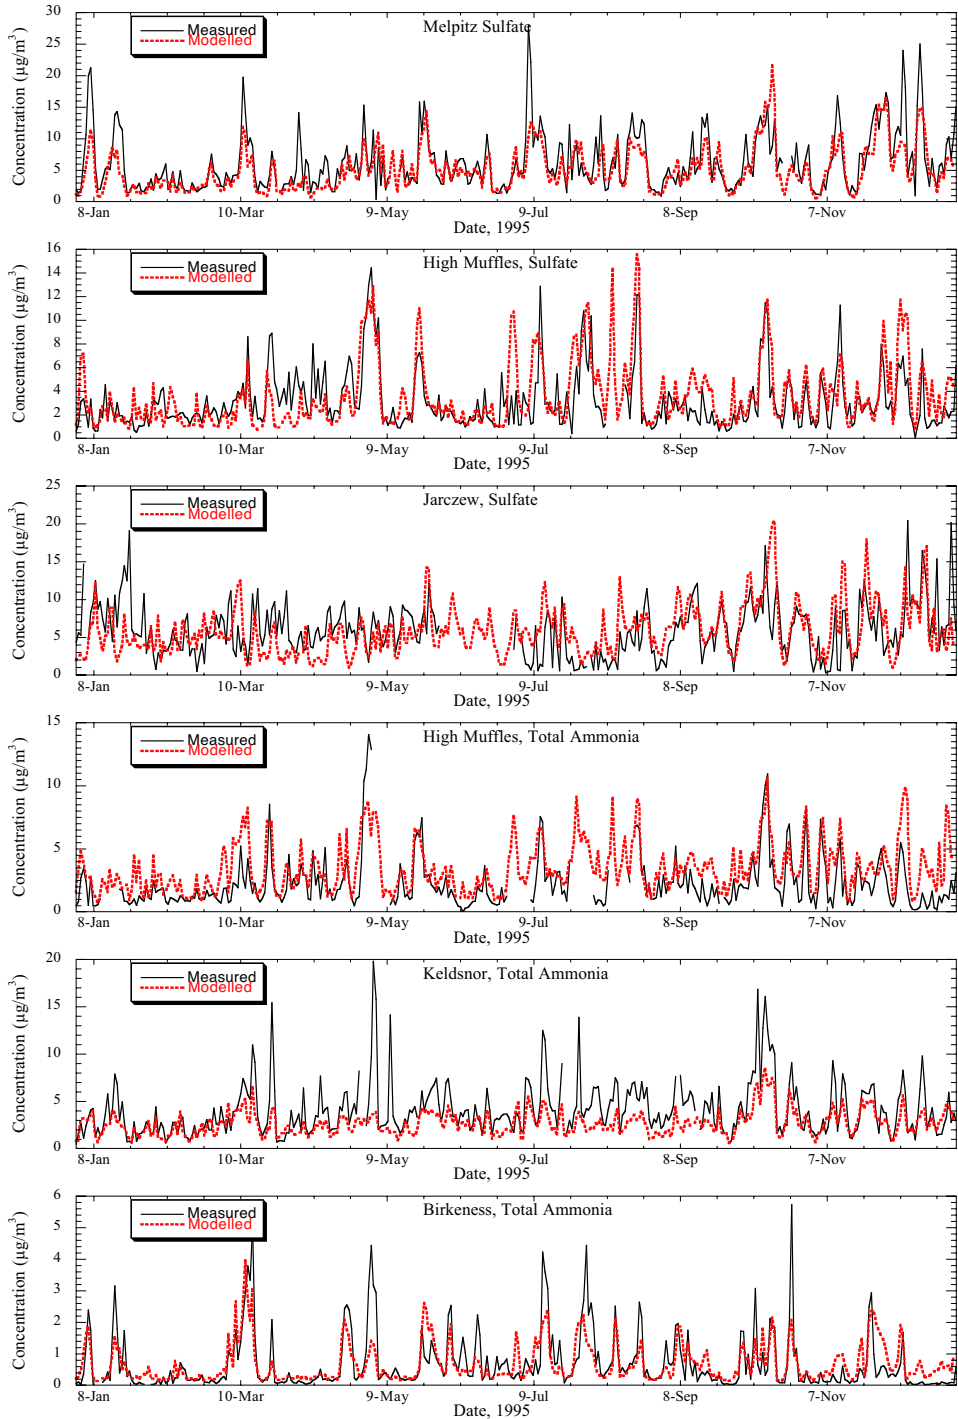 Melpitz Sulfate
Measured
Modelled
Concentration (µg/m³)
30
25
20
15
10
5
0
8-Jan 10-Mar 9-May 9-Jul 8-Sep 7-Nov
Date, 1995
High Muffles, Sulfate
Measured
Modelled
Concentration (µg/m³)
16
14
12
10
8
6
4
2
0
8-Jan 10-Mar 9-May 9-Jul 8-Sep 7-Nov
Date, 1995
Jarczew, Sulfate
Measured
Modelled
Concentration (µg/m³)
25
20
15
10
5
0
8-Jan 10-Mar 9-May 9-Jul 8-Sep 7-Nov
Date, 1995
High Muffles, Total Ammonia
Measured
Modelled
Concentration (µg/m³)
15
10
5
0
8-Jan 10-Mar 9-May 9-Jul 8-Sep 7-Nov
Date, 1995
Keldsnor, Total Ammonia
Measured
Modelled
Concentration (µg/m³)
20
15
10
5
0
8-Jan 10-Mar 9-May 9-Jul 8-Sep 7-Nov
Date, 1995
Birkeness, Total Ammonia
Measured
Modelled
Concentration (µg/m³)
6
5
4
3
2
1
0
8-Jan 10-Mar 9-May 9-Jul 8-Sep 7-Nov
Date, 1995